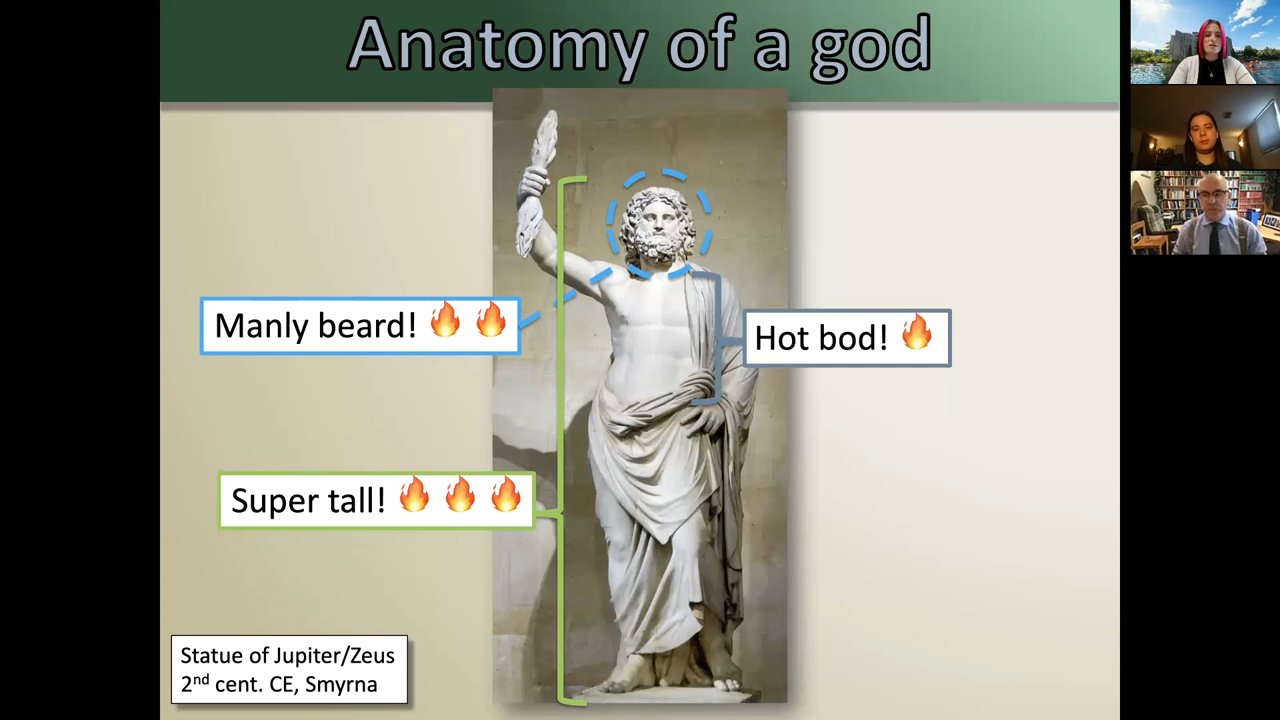 Anatomy of a god
Manly beard! 🔥 🔥
Hot bod! 🔥
Super tall! 🔥 🔥 🔥
Statue of Jupiter/Zeus
2nd cent. CE, Smyrna